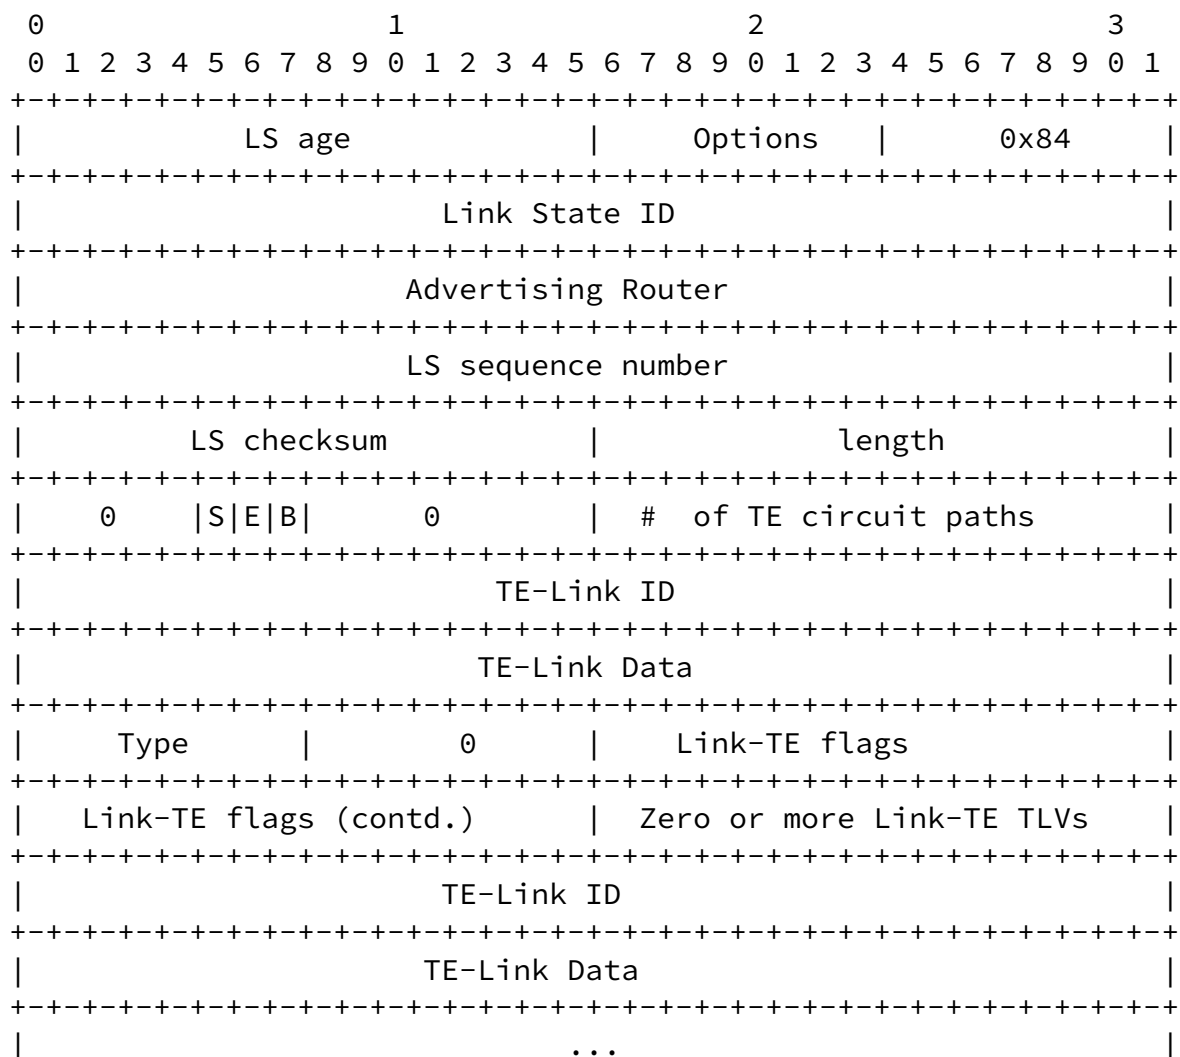 0                   1                   2                   3
 0 1 2 3 4 5 6 7 8 9 0 1 2 3 4 5 6 7 8 9 0 1 2 3 4 5 6 7 8 9 0 1
+-+-+-+-+-+-+-+-+-+-+-+-+-+-+-+-+-+-+-+-+-+-+-+-+-+-+-+-+-+-+-+-+
|            LS age             |     Options   |      0x84     |
+-+-+-+-+-+-+-+-+-+-+-+-+-+-+-+-+-+-+-+-+-+-+-+-+-+-+-+-+-+-+-+-+
|                       Link State ID                           |
+-+-+-+-+-+-+-+-+-+-+-+-+-+-+-+-+-+-+-+-+-+-+-+-+-+-+-+-+-+-+-+-+
|                     Advertising Router                        |
+-+-+-+-+-+-+-+-+-+-+-+-+-+-+-+-+-+-+-+-+-+-+-+-+-+-+-+-+-+-+-+-+
|                     LS sequence number                        |
+-+-+-+-+-+-+-+-+-+-+-+-+-+-+-+-+-+-+-+-+-+-+-+-+-+-+-+-+-+-+-+-+
|         LS checksum           |             length            |
+-+-+-+-+-+-+-+-+-+-+-+-+-+-+-+-+-+-+-+-+-+-+-+-+-+-+-+-+-+-+-+-+
|    0    |S|E|B|      0        |  #  of TE circuit paths       |
+-+-+-+-+-+-+-+-+-+-+-+-+-+-+-+-+-+-+-+-+-+-+-+-+-+-+-+-+-+-+-+-+
|                          TE-Link ID                           |
+-+-+-+-+-+-+-+-+-+-+-+-+-+-+-+-+-+-+-+-+-+-+-+-+-+-+-+-+-+-+-+-+
|                         TE-Link Data                          |
+-+-+-+-+-+-+-+-+-+-+-+-+-+-+-+-+-+-+-+-+-+-+-+-+-+-+-+-+-+-+-+-+
|     Type      |        0      |    Link-TE flags              |
+-+-+-+-+-+-+-+-+-+-+-+-+-+-+-+-+-+-+-+-+-+-+-+-+-+-+-+-+-+-+-+-+
|   Link-TE flags (contd.)      |  Zero or more Link-TE TLVs    |
+-+-+-+-+-+-+-+-+-+-+-+-+-+-+-+-+-+-+-+-+-+-+-+-+-+-+-+-+-+-+-+-+
|                       TE-Link ID                              |
+-+-+-+-+-+-+-+-+-+-+-+-+-+-+-+-+-+-+-+-+-+-+-+-+-+-+-+-+-+-+-+-+
|                      TE-Link Data                             |
+-+-+-+-+-+-+-+-+-+-+-+-+-+-+-+-+-+-+-+-+-+-+-+-+-+-+-+-+-+-+-+-+
|                              ...                              |